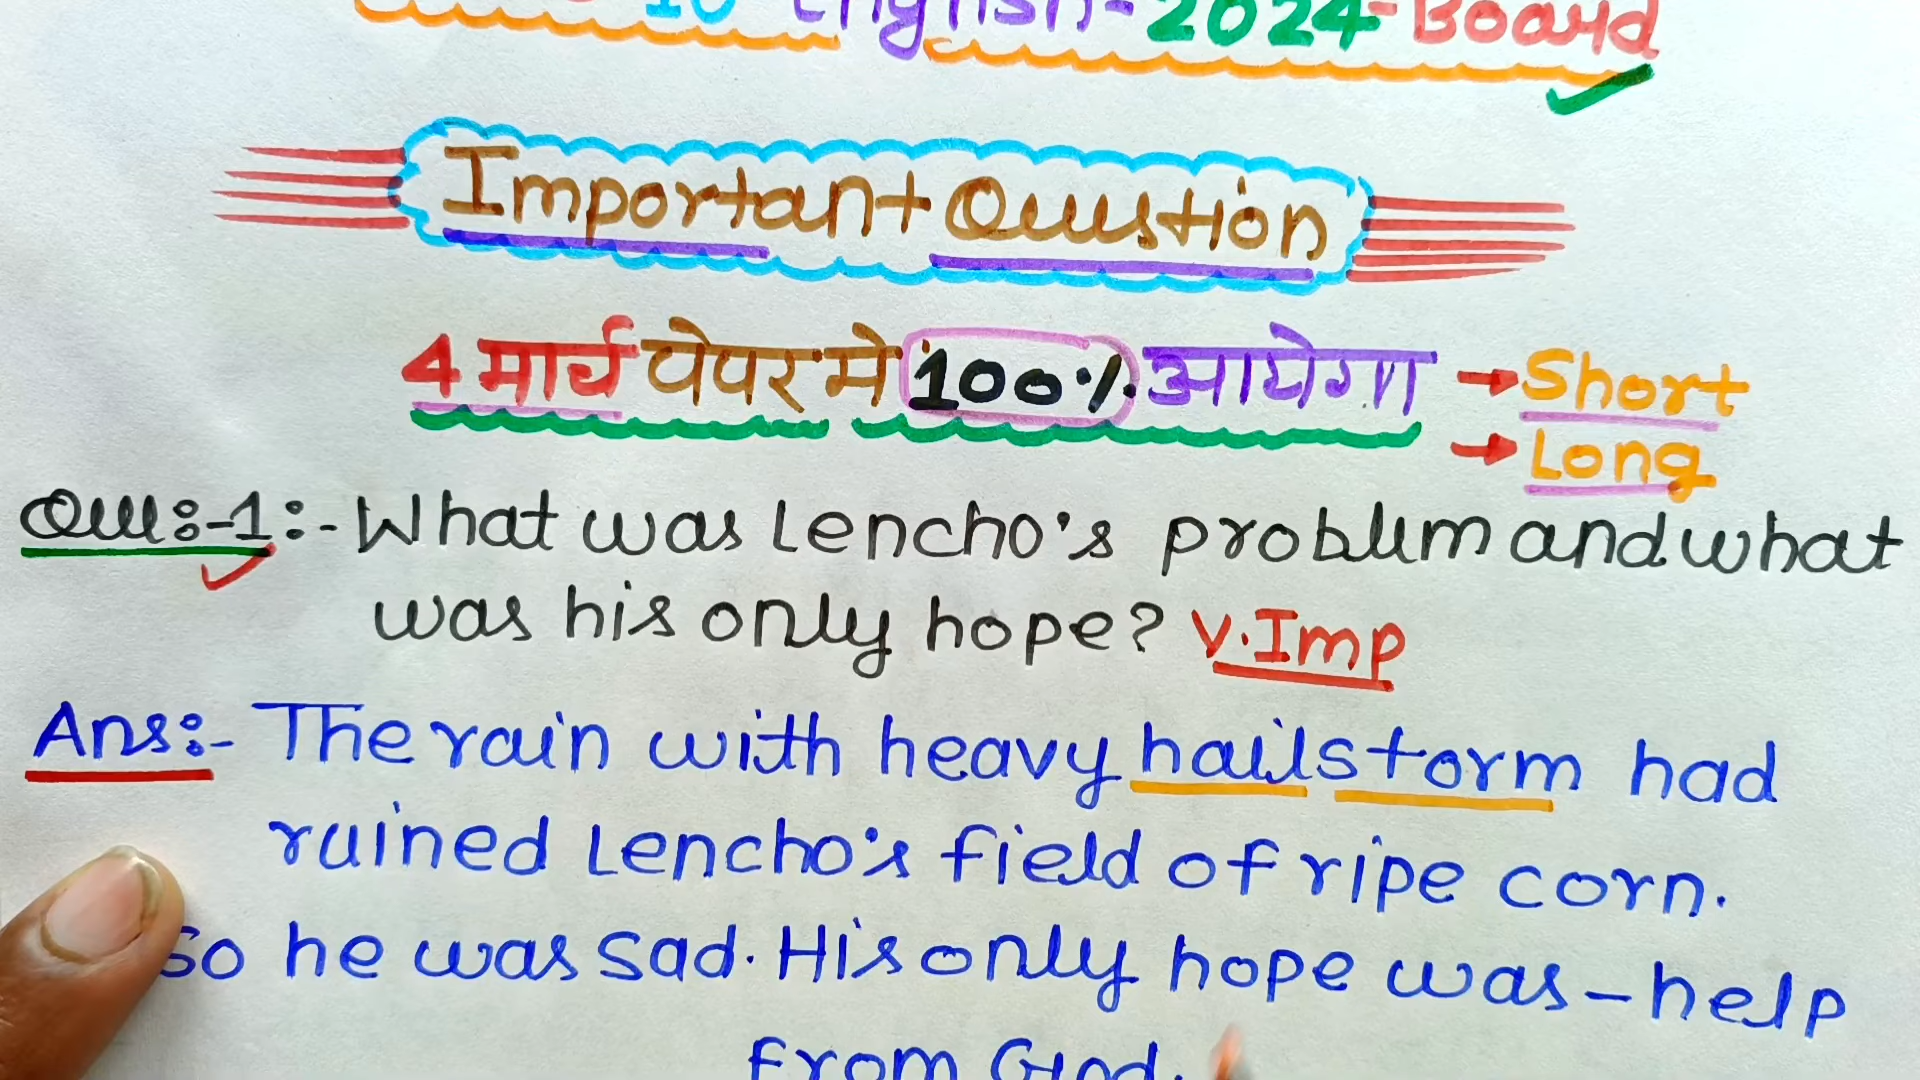 10 English-2024-Board
Important Question
4 मार्च पेपर मे 100% आयेगा → Short
→ Long
Que:-1:- What was Lencho's problem and what
was his only hope? V.Imp
Ans:- The rain with heavy hailstorm had
ruined Lencho's field of ripe corn.
So he was sad. His only hope was - help
from God.